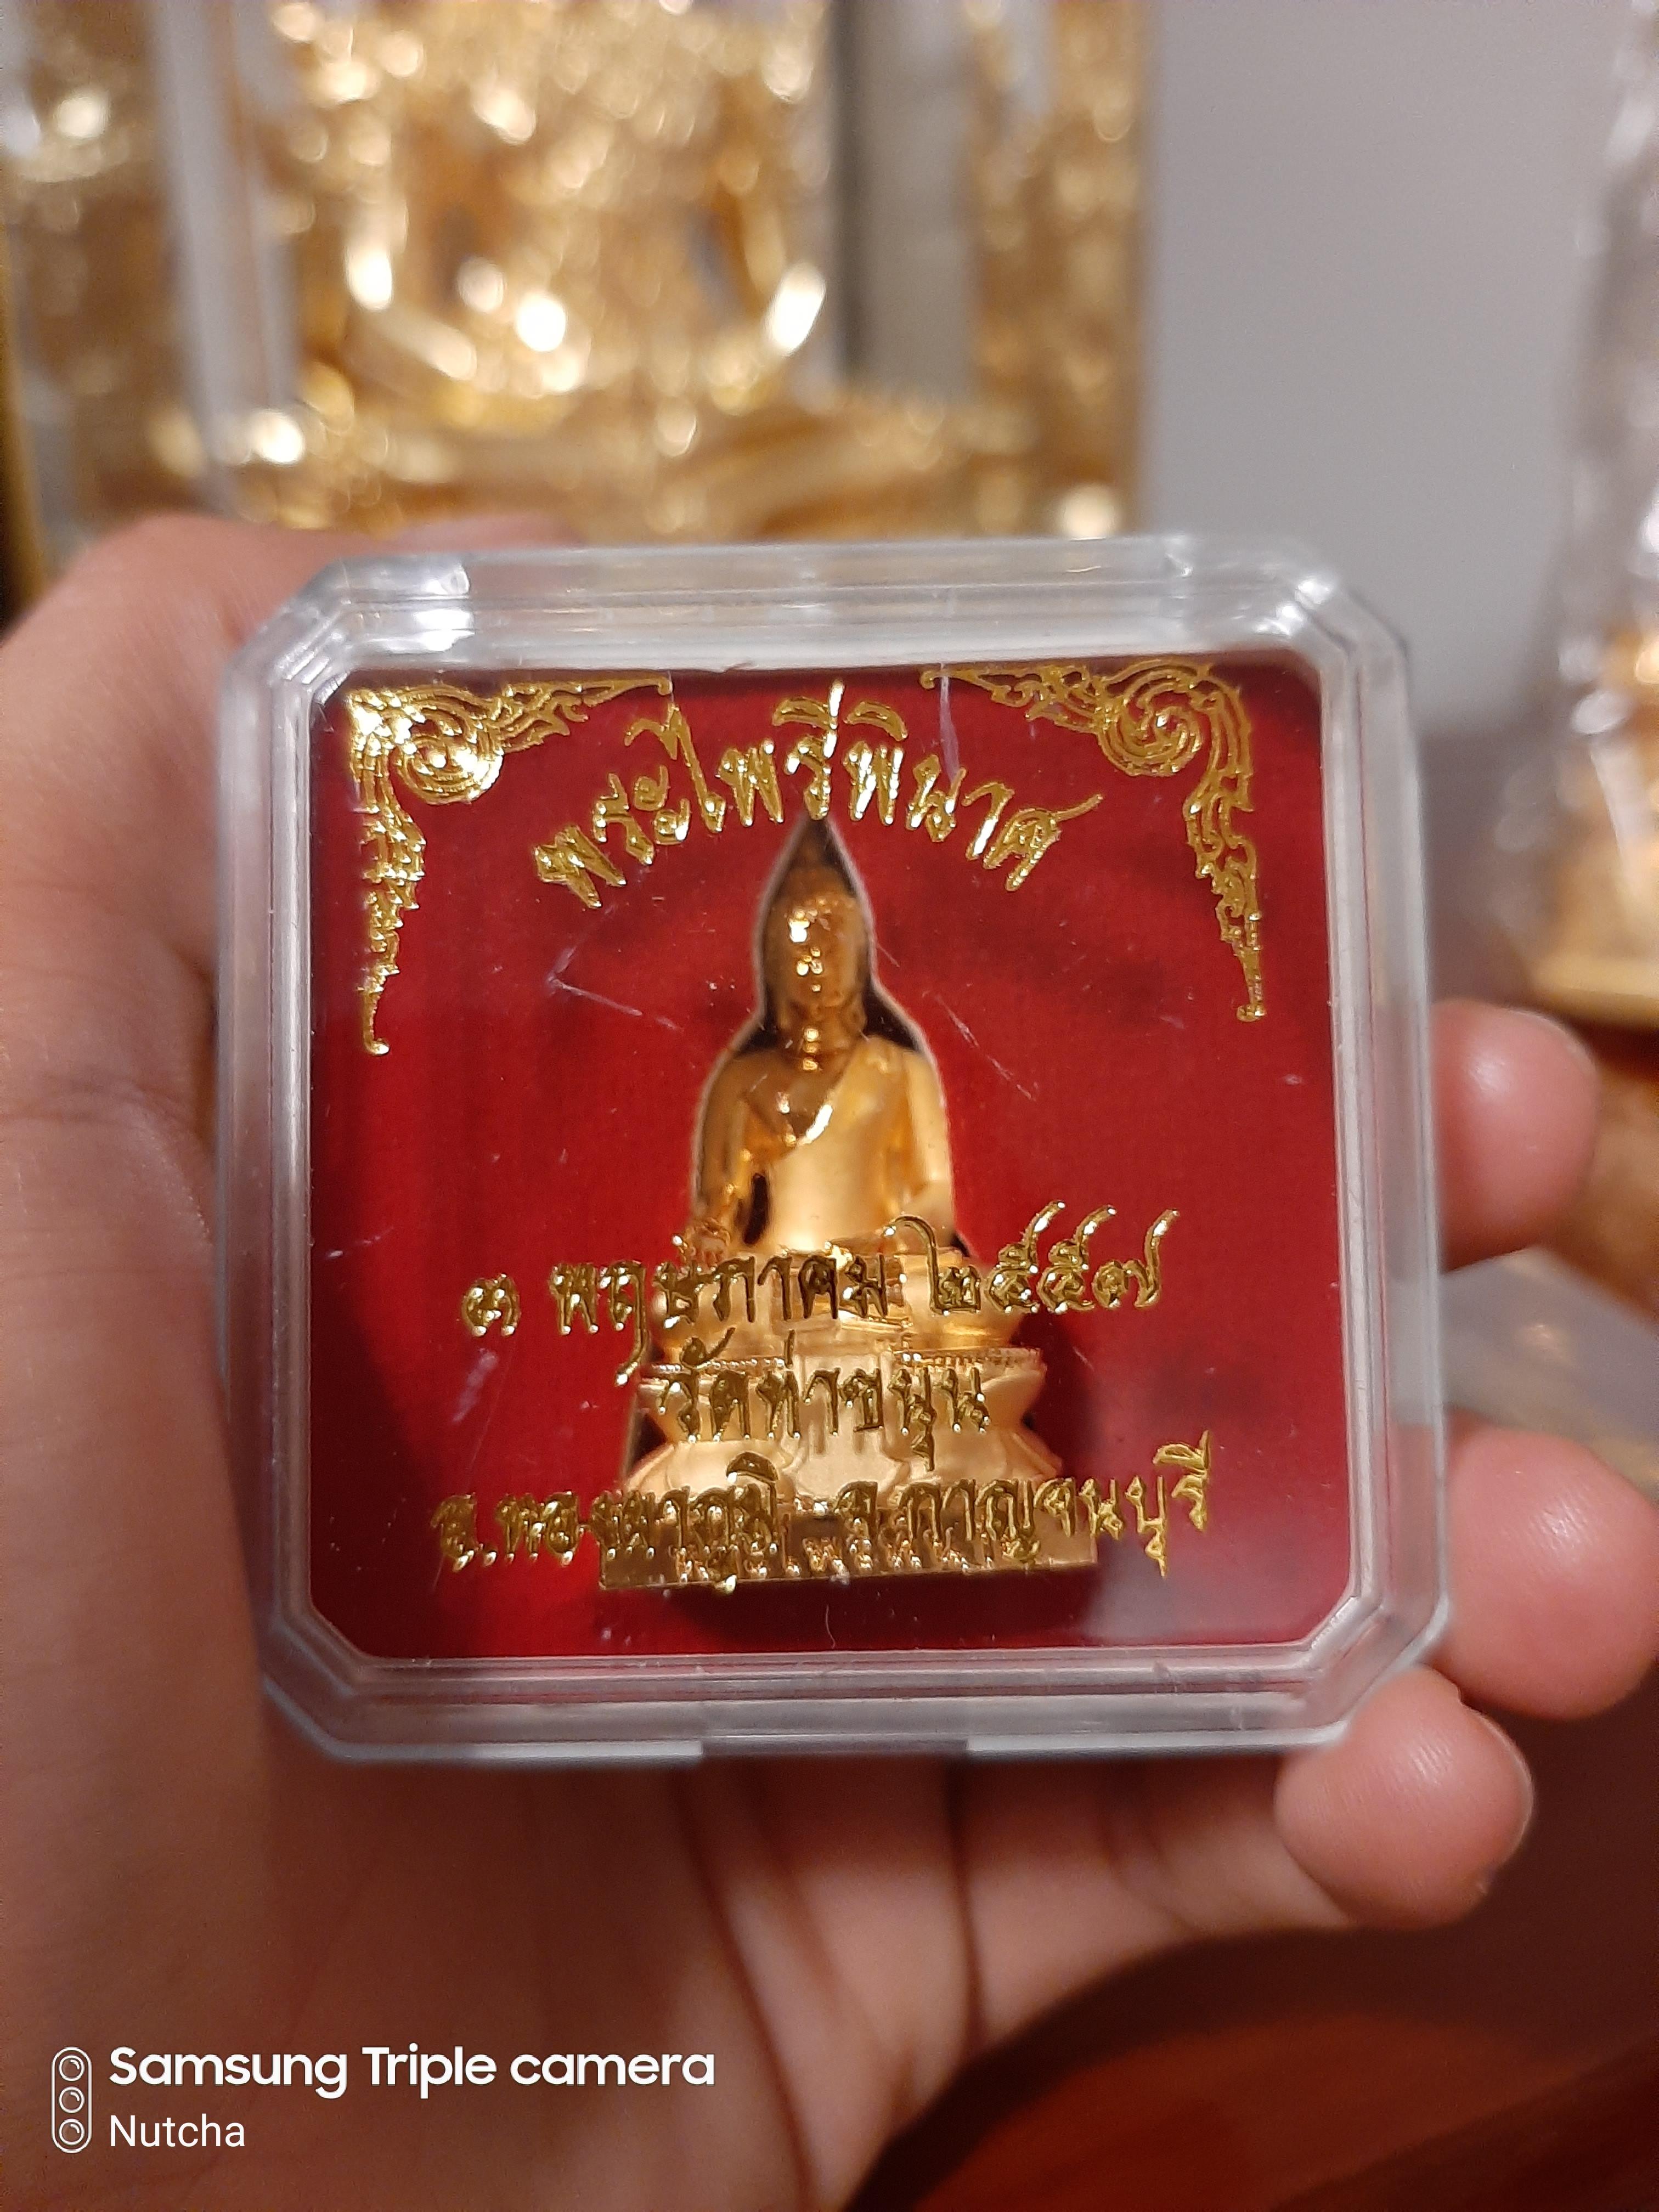 พระไพรีพินาศ
๓ พฤษภาคม ๒๕๕๗
วัดท่าขนุน
อ.ทองผาภูมิ จ.กาญจนบุรี
Samsung Triple camera
Nutcha